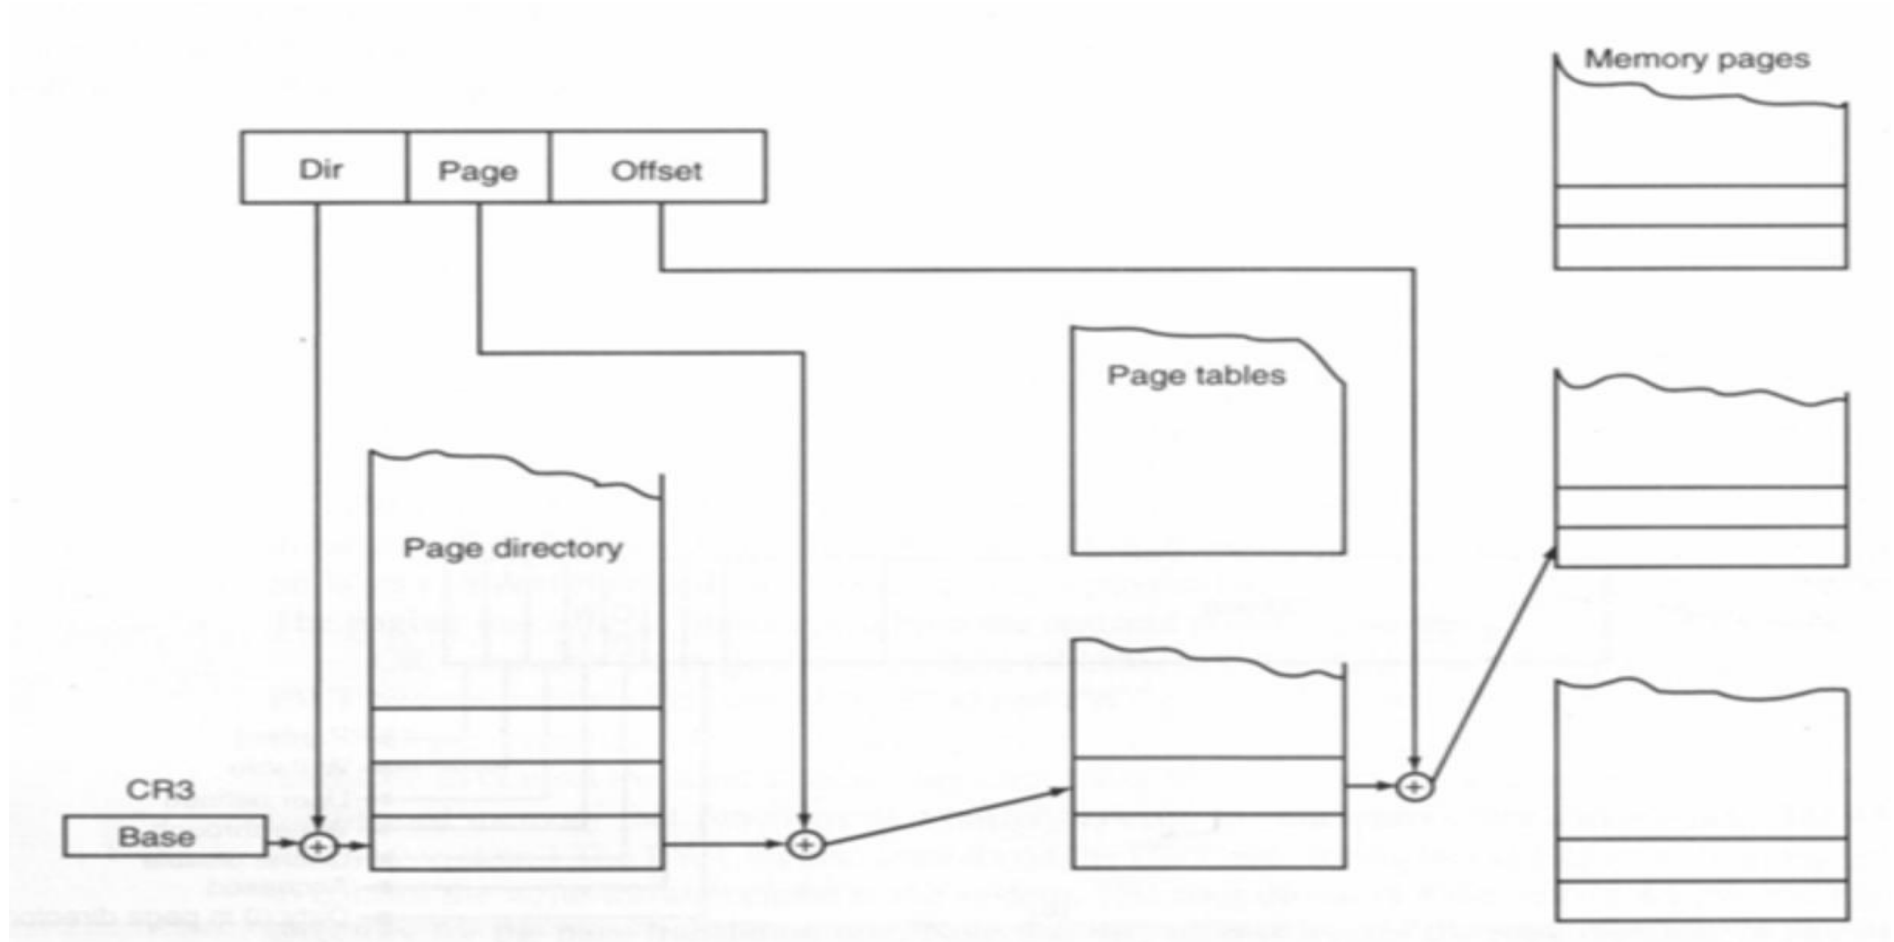 Memory pages
Dir Page Offset
Page tables
Page directory
CR3
Base